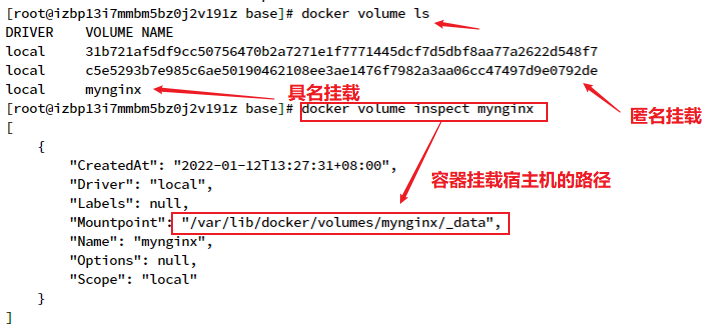 [root@izbp13i7mmbm5bz0j2v191z base]# docker volume ls
DRIVER    VOLUME NAME
local     31b721af5df9cc50756470b2a7271e1f7771445dcf7d5dbf8aa77a2622d548f7
local     c5e5293b7e985c6ae50190462108ee3ae1476f7982a3aa06cc47497d9e0792de
local     mynginx
具名挂载
匿名挂载
[root@izbp13i7mmbm5bz0j2v191z base]# docker volume inspect mynginx
[
    {
        "CreatedAt": "2022-01-12T13:27:31+08:00",
        "Driver": "local",
容器挂载宿主机的路径
        "Labels": null,
        "Mountpoint": "/var/lib/docker/volumes/mynginx/_data",
        "Name": "mynginx",
        "Options": null,
        "Scope": "local"
    }
]